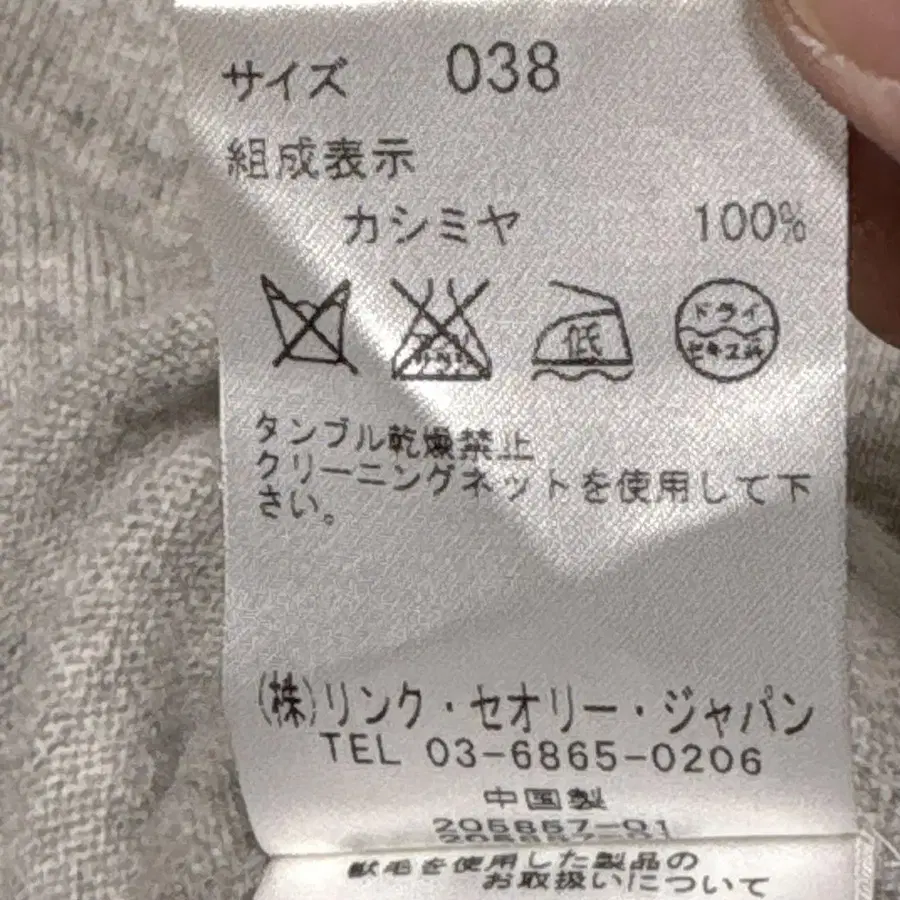 サイズ 038
組成表示
カシミヤ 100%
低
ドライ
セキユ系
タンブル乾燥禁止
クリーニングネットを使用して下
さい。
(株)リンク・セオリー・ジャパン
TEL 03-6865-0206
中国製
205857-01
獣毛を使用した製品の
お取扱いについて